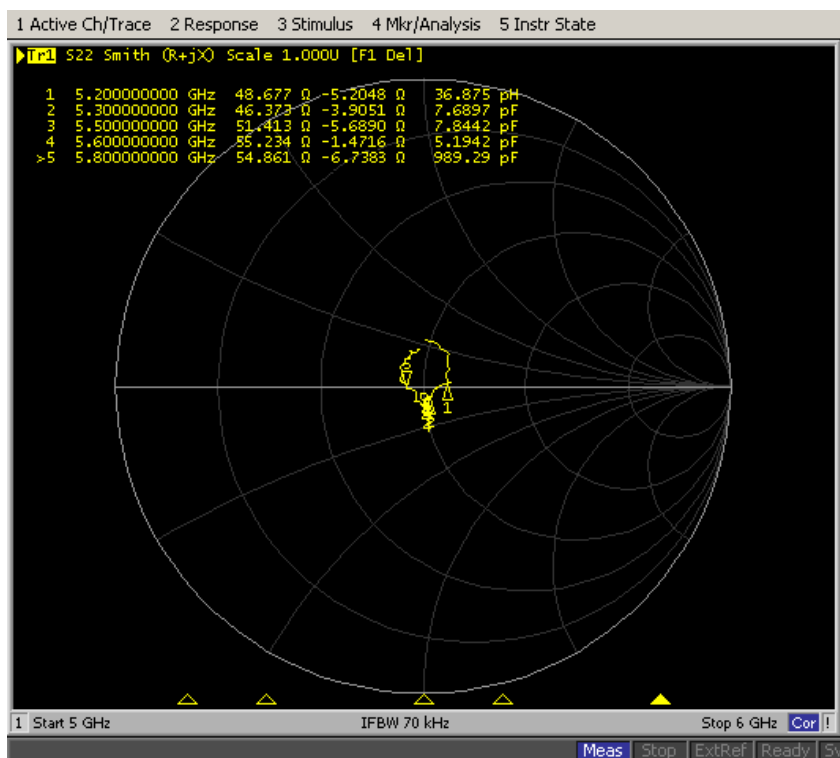 1 Active Ch/Trace 2 Response 3 Stimulus 4 Mkr/Analysis 5 Instr State
Tr1 S22 Smith (R+jX) Scale 1.000U [F1 Del]
1 5.200000000 GHz 48.677 Ω -5.2048 Ω 36.875 pH
2 5.300000000 GHz 46.373 Ω -3.9051 Ω 7.6897 pF
3 5.500000000 GHz 51.413 Ω -5.6890 Ω 7.8442 pF
4 5.600000000 GHz 55.234 Ω -1.4716 Ω 5.1942 pF
>5 5.800000000 GHz 54.861 Ω -6.7383 Ω 989.29 pF
1
1 Start 5 GHz IFBW 70 kHz Stop 6 GHz Cor !
Meas Stop ExtRef Ready